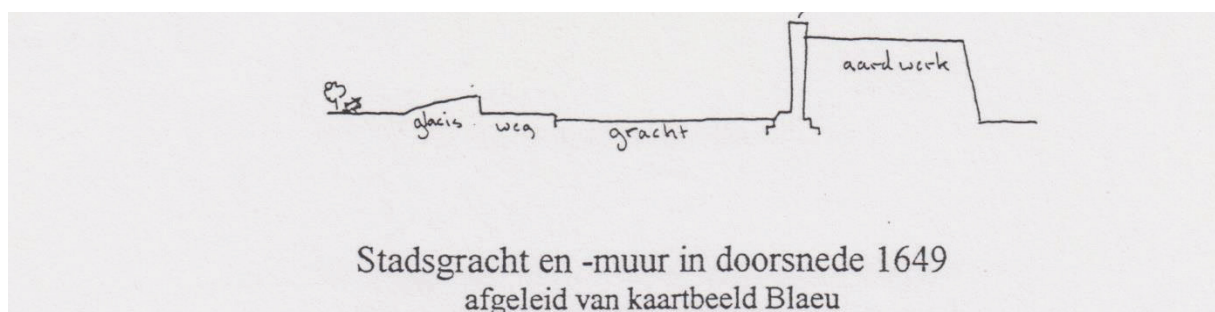 aardwerk
glacis weg gracht
Stadsgracht en -muur in doorsnede 1649
afgeleid van kaartbeeld Blaeu